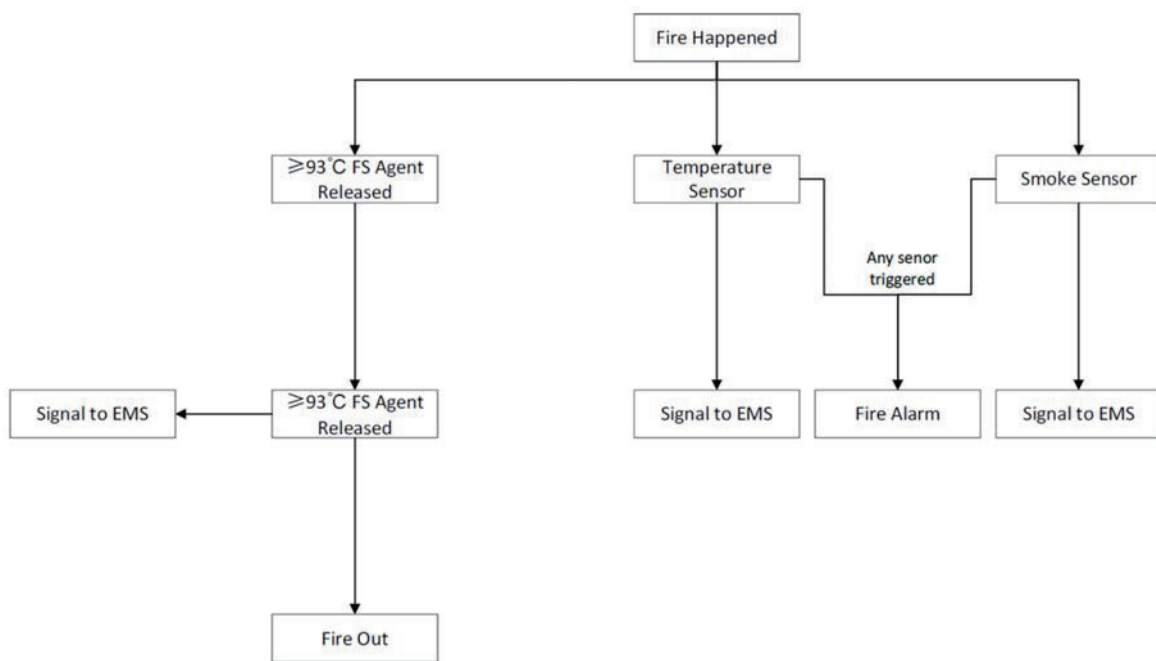 Fire Happened
≥93℃ FS Agent
Released
Temperature
Sensor
Smoke Sensor
Any senor
triggered
Signal to EMS
≥93℃ FS Agent
Released
Signal to EMS
Fire Alarm
Signal to EMS
Fire Out